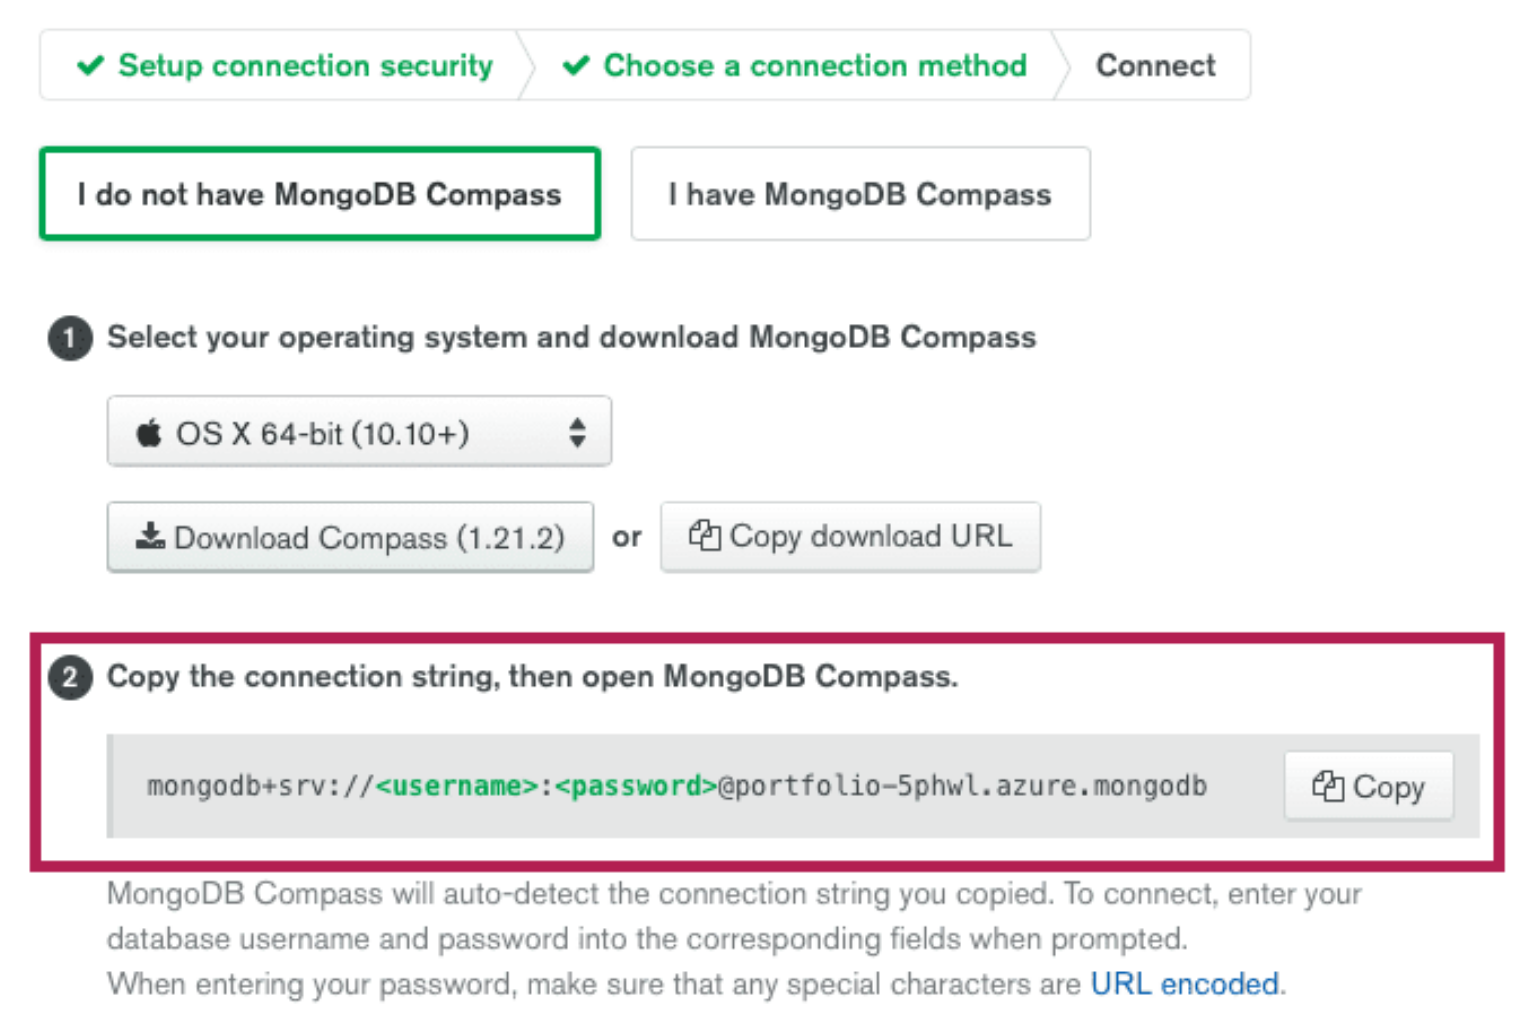 Setup connection security Choose a connection method Connect
I do not have MongoDB Compass I have MongoDB Compass
1 Select your operating system and download MongoDB Compass
OS X 64-bit (10.10+)
Download Compass (1.21.2) or Copy download URL
2 Copy the connection string, then open MongoDB Compass.
mongodb+srv://<username>:<password>@portfolio-5phwl.azure.mongodb Copy
MongoDB Compass will auto-detect the connection string you copied. To connect, enter your
database username and password into the corresponding fields when prompted.
When entering your password, make sure that any special characters are URL encoded.